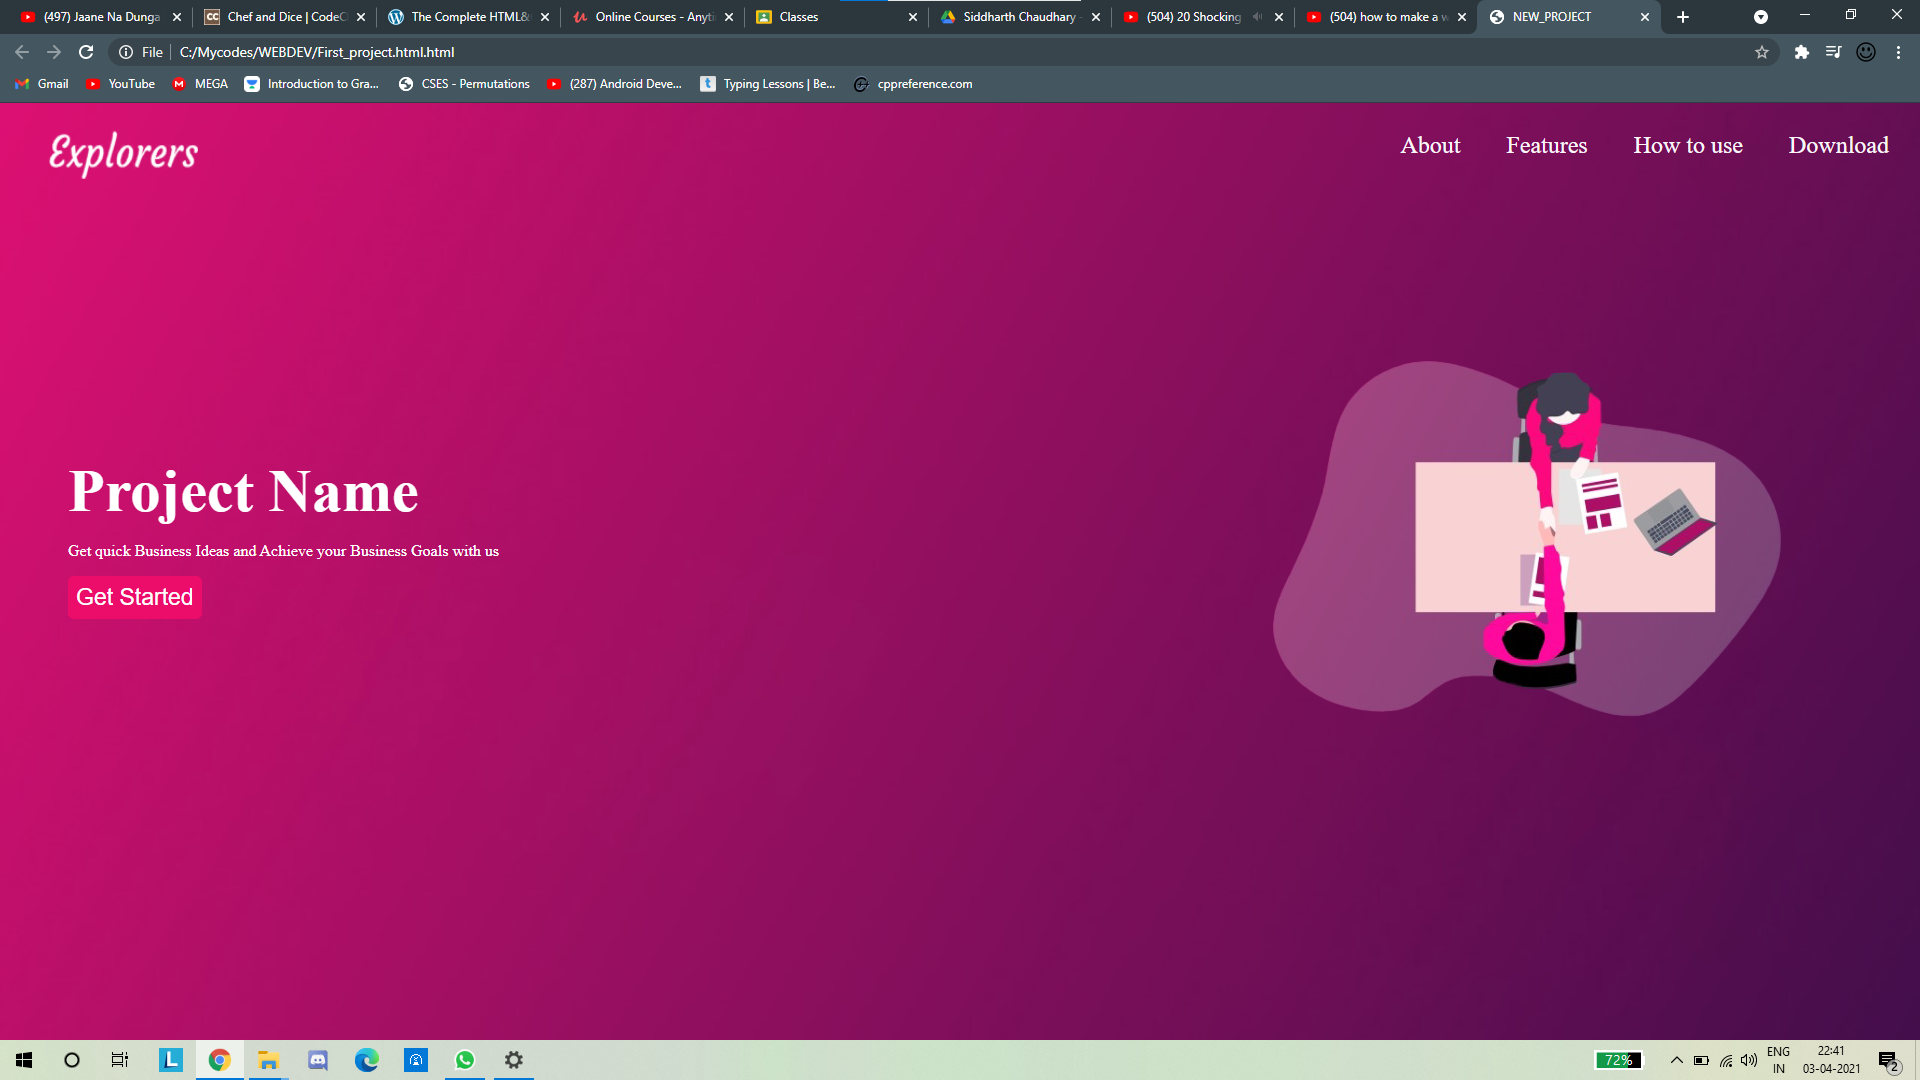 (497) Jaane Na Dunga
Chef and Dice | CodeC
The Complete HTML&
Online Courses - Anyti
Classes
Siddharth Chaudhary -
(504) 20 Shocking
(504) how to make a w
NEW_PROJECT
File
C:/Mycodes/WEBDEV/First_project.html.html
Gmail
YouTube
MEGA
Introduction to Gra...
CSES - Permutations
(287) Android Deve...
Typing Lessons | Be...
cppreference.com
Explorers
About
Features
How to use
Download
Project Name
Get quick Business Ideas and Achieve your Business Goals with us
Get Started
72%
ENG
IN
22:41
03-04-2021
2